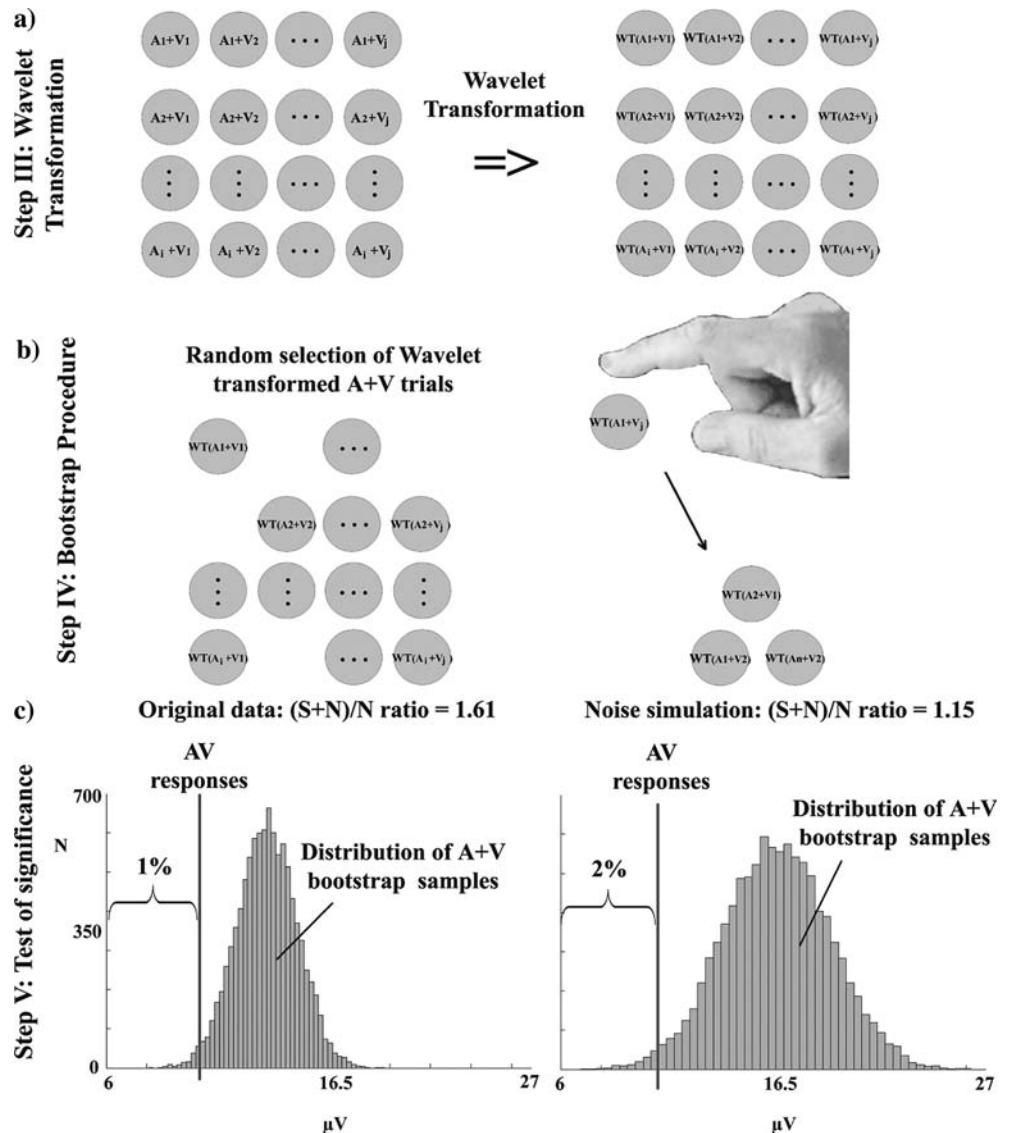 a)
Step III: Wavelet
Transformation
A1+V1 A1+V2 ••• A1+Vj
A2+V1 A2+V2 ••• A2+Vj
Ai+V1 Ai+V2 ••• Ai+Vj
Wavelet
Transformation
=>
WT(A1+V1) WT(A1+V2) ••• WT(A1+Vj)
WT(A2+V1) WT(A2+V2) ••• WT(A2+Vj)
WT(Ai+V1) WT(Ai+V2) ••• WT(Ai+Vj)
b)
Step IV: Bootstrap Procedure
Random selection of Wavelet
transformed A+V trials
WT(A1+V1) •••
WT(A2+V2) ••• WT(A2+Vj)
WT(Ai+V1) ••• WT(Ai+Vj)
WT(A1+Vj)
WT(A2+V1)
WT(A1+V2) WT(An+V2)
c)
Step V: Test of significance
Original data: (S+N)/N ratio = 1.61
AV
responses
700
N
350
0
1%
Distribution of A+V
bootstrap samples
6 16.5 27
µV
Noise simulation: (S+N)/N ratio = 1.15
AV
responses
2%
Distribution of A+V
bootstrap samples
6 16.5 27
µV